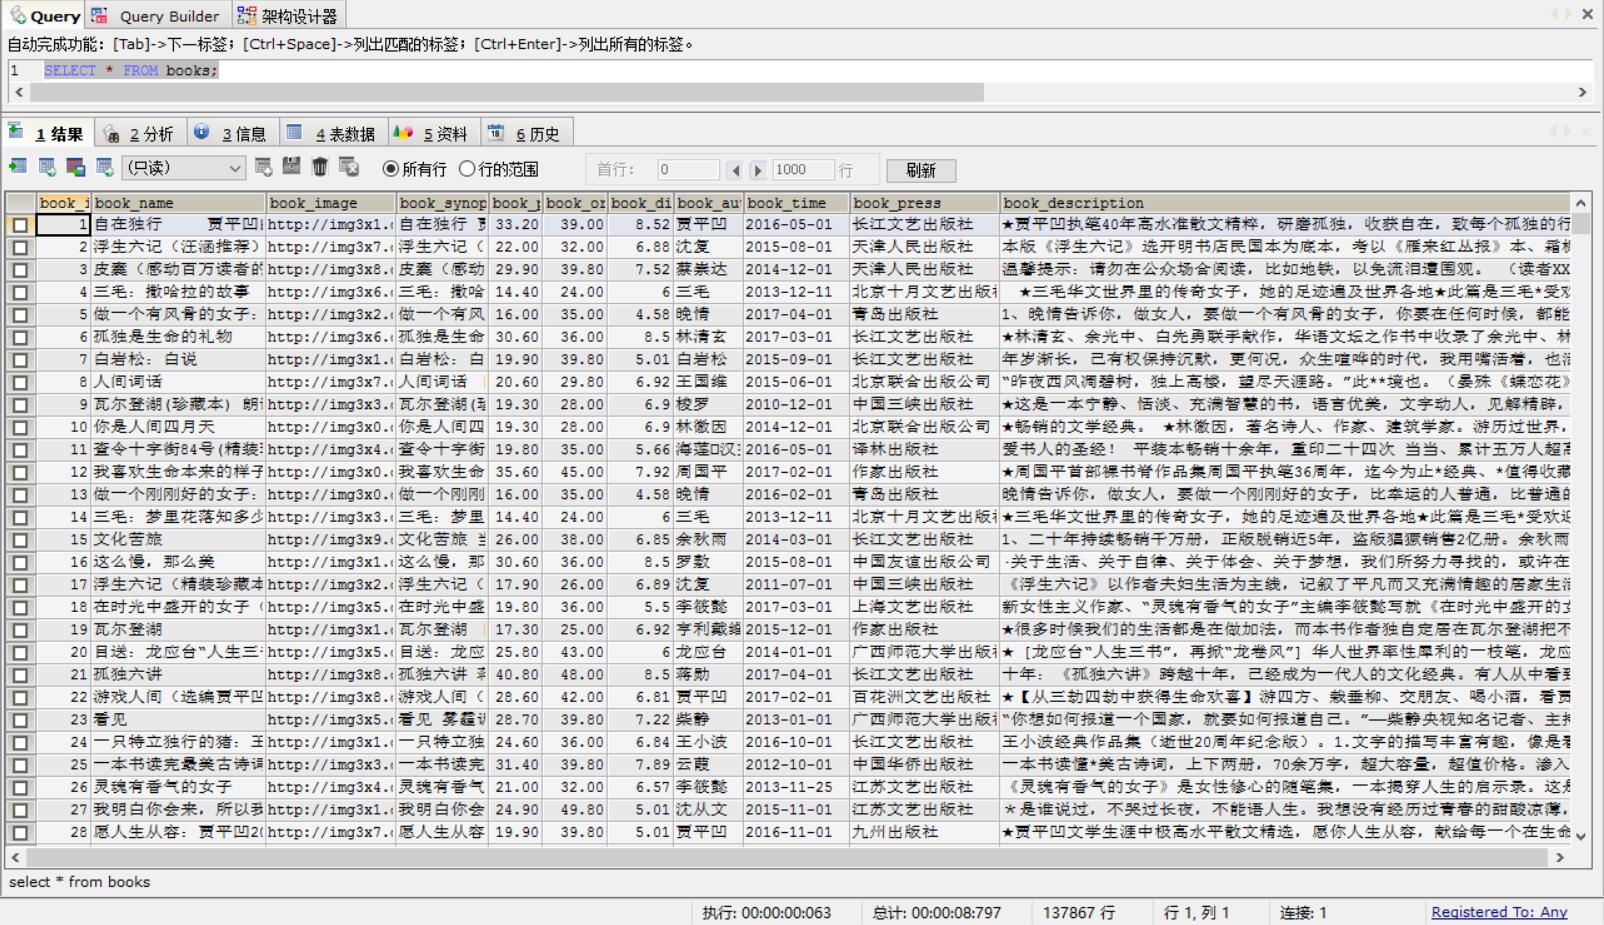 Query Query Builder 架构设计器
自动完成功能: [Tab]->下一标签; [Ctrl+Space]->列出匹配的标签; [Ctrl+Enter]->列出所有的标签。
1 SELECT * FROM books;
1 结果 2 分析 3 信息 4 表数据 5 资料 6 历史
(只读) 所有行 行的范围 首行: 0 1000 行 刷新
book_i book_name book_image book_synop book_p book_or book_di book_au book_time book_press book_description
1 自在独行 贾平凹 http://img3x1. 自在独行 33.20 39.00 8.52 贾平凹 2016-05-01 长江文艺出版社 ★贾平凹执笔40年高水准散文精粹，研磨孤独，收获自在，致每个孤独的行
2 浮生六记（汪涵推荐） http://img3x7. 浮生六记（ 22.00 32.00 6.88 沈复 2015-08-01 天津人民出版社 本版《浮生六记》选开明书店民国本为底本，考以《雁来红丛报》本、
3 皮囊（感动百万读者的 http://img3x8. 皮囊（感动 29.90 39.80 7.52 蔡崇达 2014-12-01 天津人民出版社 温馨提示：请勿在公众场合阅读，比如地铁，以免流泪遭围观。 （读者XX
4 三毛：撒哈拉的故事 http://img3x6. 三毛：撒哈 14.40 24.00 6 三毛 2013-12-11 北京十月文艺出版社 ★三毛华文世界里的传奇女子，她的足迹遍及世界各地★此篇是三毛*受欢
5 做一个有风骨的女子： http://img3x2. 做一个有风 16.00 35.00 4.58 晚情 2017-04-01 青岛出版社 1、晚情告诉你，做女人，要做一个有风骨的女子，你要在任何时候，都能
6 孤独是生命的礼物 http://img3x6. 孤独是生命 30.60 36.00 8.5 林清玄 2017-03-01 长江文艺出版社 ★林清玄、余光中、白先勇联手献作，华语文坛之作书中收录了余光中、林
7 白岩松：白说 http://img3x1. 白岩松：白 19.90 39.80 5.01 白岩松 2015-09-01 长江文艺出版社 年岁渐长，已有权保持沉默，更何况，众生喧哗的时代，我用嘴活着，也
8 人间词话 http://img3x7. 人间词话 20.60 29.80 6.92 王国维 2015-06-01 北京联合出版公司 “昨夜西风凋碧树，独上高楼，望尽天涯路。”此**境也。（晏殊《蝶恋花》
9 瓦尔登湖(珍藏本) http://img3x3. 瓦尔登湖( 19.30 28.00 6.9 梭罗 2010-12-01 中国三峡出版社 ★这是一本宁静、恬淡、充满智慧的书，语言优美，文字动人，见解精辟，
10 你是人间四月天 http://img3x0. 你是人间四 19.30 28.00 6.9 林徽因 2014-12-01 北京联合出版公司 ★畅销的文学经典。 ★林徽因，著名诗人、作家、建筑学家。游历过世界，
11 查令十字街84号(精装 http://img3x4. 查令十字街 19.80 35.00 5.66 海莲 2016-05-01 译林出版社 爱书人的圣经！ 平装本畅销十余年，重印二十四次 当当、累计五万人超高
12 我喜欢生命本来的样子 http://img3x0. 我喜欢生命 35.60 45.00 7.92 周国平 2017-02-01 作家出版社 ★周国平首部裸书脊作品集周国平执笔36周年，迄今为止*经典、*值得收藏
13 做一个刚刚好的女子： http://img3x0. 做一个刚刚 16.00 35.00 4.58 晚情 2016-02-01 青岛出版社 晚情告诉你，做女人，要做一个刚刚好的女子，比幸运的人普通，比普通的
14 三毛：梦里花落知多少 http://img3x3. 三毛：梦里 14.40 24.00 6 三毛 2013-12-11 北京十月文艺出版社 ★三毛华文世界里的传奇女子，她的足迹遍及世界各地★此篇是三毛*受欢迎
15 文化苦旅 http://img3x9. 文化苦旅 26.00 38.00 6.85 余秋雨 2014-03-01 长江文艺出版社 1、二十年持续畅销千万册，正版脱销近5年，盗版猖獗销售2亿册。余秋雨
16 这么慢，那么美 http://img3x1. 这么慢，那 30.60 36.00 8.5 罗敷 2015-08-01 中国友谊出版公司 ·关于生活、关于自律、关于体会、关于梦想，我们所努力寻找的，或许在
17 浮生六记（精装珍藏本 http://img3x2. 浮生六记（ 17.90 26.00 6.89 沈复 2011-07-01 中国三峡出版社 《浮生六记》以作者夫妇生活为主线，记叙了平凡而又充满情趣的居家生活
18 在时光中盛开的女子（ http://img3x5. 在时光中盛 19.80 36.00 5.5 李筱懿 2017-03-01 上海文艺出版社 新女性主义作家、“灵魂有香气的女子”主编李筱懿写就《在时光中盛开的女
19 瓦尔登湖 http://img3x1. 瓦尔登湖 17.30 25.00 6.92 亨利戴维 2015-12-01 作家出版社 ★很多时候我们的生活都是在做加法，而本书作者独自定居在瓦尔登湖把不
20 目送：龙应台“人生三 http://img3x5. 目送：龙应 25.80 43.00 6 龙应台 2014-01-01 广西师范大学出版社 ★ [龙应台“人生三书”，再掀“龙卷风”] 华人世界率性犀利的一枝笔，龙应
21 孤独六讲 http://img3x8. 孤独六讲 蒋 40.80 48.00 8.5 蒋勋 2017-04-01 长江文艺出版社 十年：《孤独六讲》跨越十年，已经成为一代人的文化经典。有人从中看到
22 游戏人间（选编贾平凹 http://img3x8. 游戏人间（ 28.60 42.00 6.81 贾平凹 2017-02-01 百花洲文艺出版社 ★【从三劫四劫中获得生命欢喜】游四方、栽垂柳、交朋友、喝小酒，看贾
23 看见 http://img3x5. 看见 雾霾 28.70 39.80 7.22 柴静 2013-01-01 广西师范大学出版社 “你想如何报道一个国家，就要如何报道自己。”—柴静央视知名记者、主持
24 一只特立独行的猪：王 http://img3x1. 一只特立独 24.60 36.00 6.84 王小波 2016-10-01 长江文艺出版社 王小波经典作品集（逝世20周年纪念版）。1.文字的描写丰富有趣，像是看
25 一本书读完最美古诗词 http://img3x3. 一本书读完 31.40 39.80 7.89 云葭 2012-10-01 中国华侨出版社 一本书读懂*美古诗词，上下两册，70余万字，超大容量，超值价格。渗入
26 灵魂有香气的女子 http://img3x4. 灵魂有香气 21.00 32.00 6.57 李筱懿 2013-11-25 江苏文艺出版社 《灵魂有香气的女子》是女性修心的随笔集，一本揭穿人生的启示录。这是
27 我明白你会来，所以我 http://img3x1. 我明白你会 24.90 49.80 5.01 沈从文 2015-11-01 江苏文艺出版社 ＊是谁说过，不哭过长夜，不能语人生。我想没有经历过青春的甜酸凉薄，
28 愿人生从容：贾平凹20 http://img3x7. 愿人生从容 19.90 39.80 5.01 贾平凹 2016-11-01 九州出版社 ★贾平凹文学生涯中极高水平散文精选，愿你人生从容，献给每一个在生命
select * from books
执行: 00:00:00:063 总计: 00:00:08:797 137867 行 行 1, 列 1 连接: 1 Registered To: Any